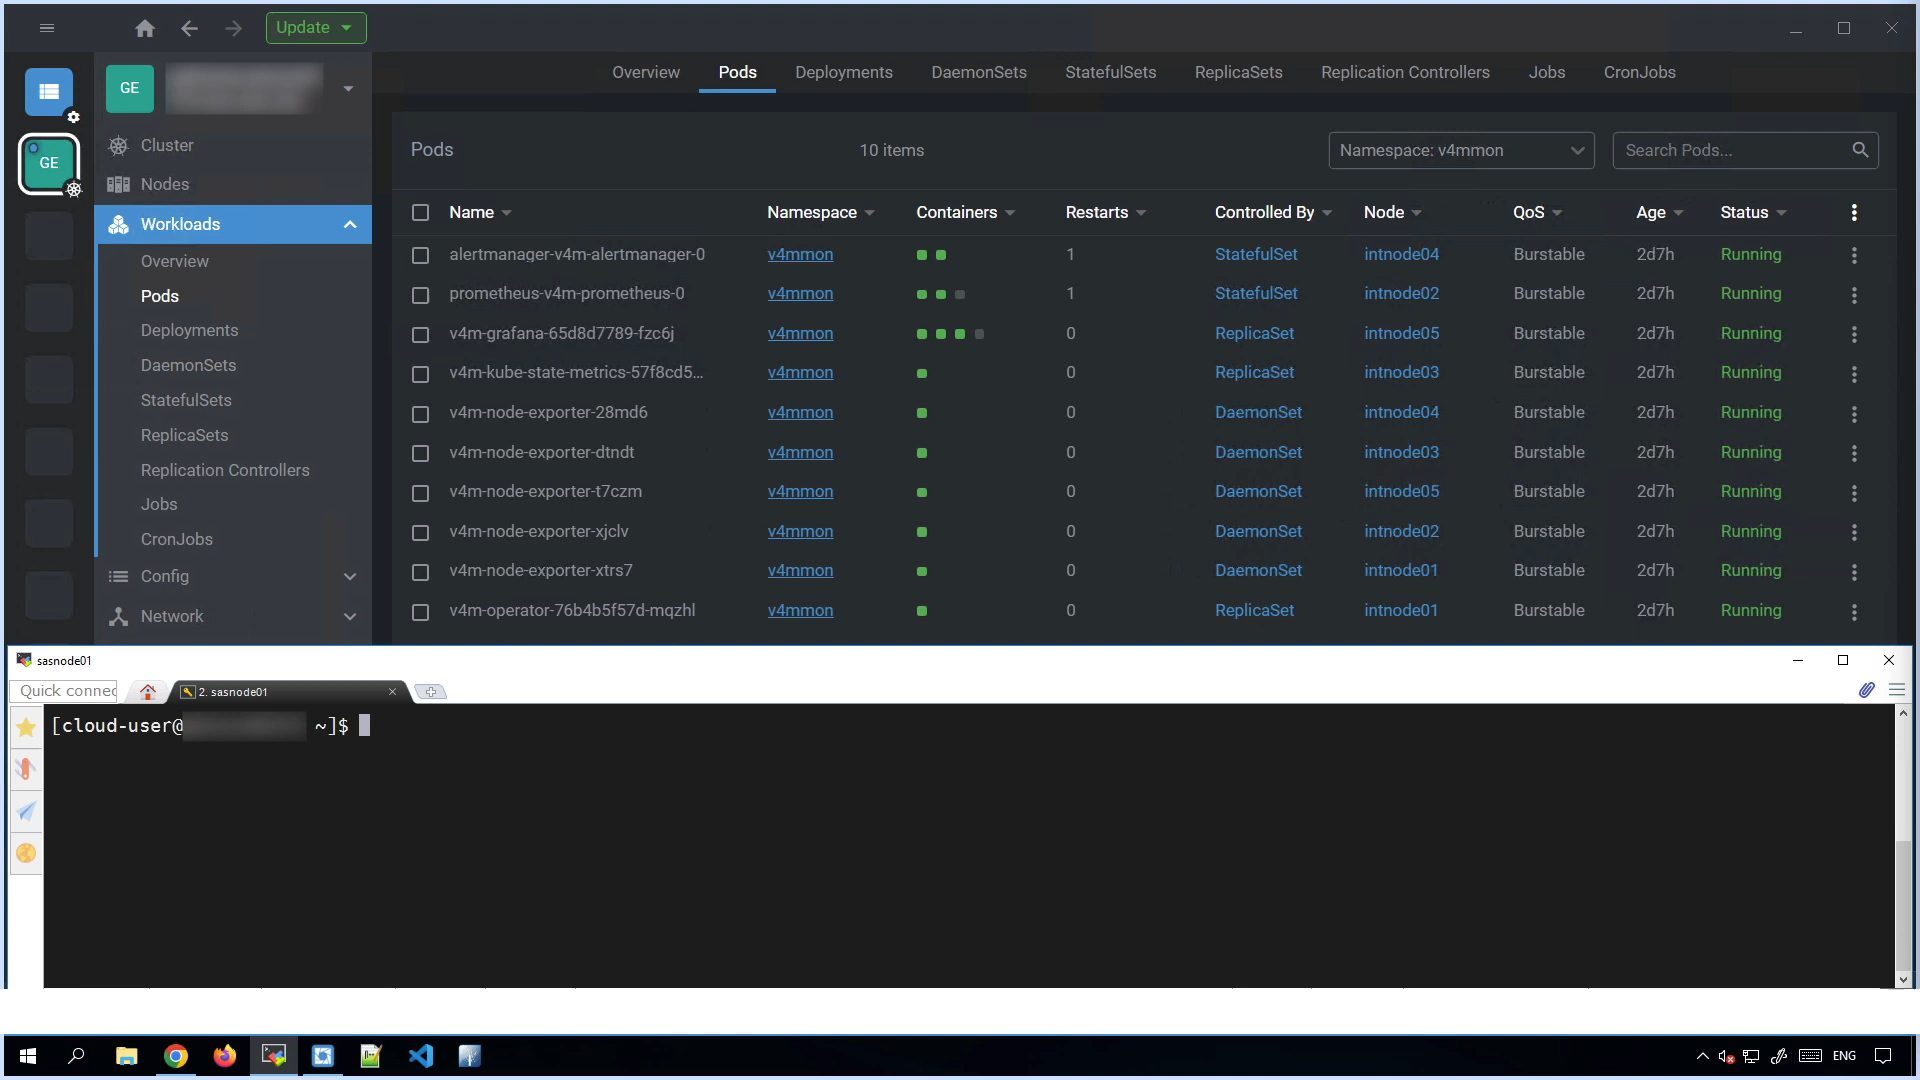 Update
GE
Overview Pods Deployments DaemonSets StatefulSets ReplicaSets Replication Controllers Jobs CronJobs
GE
Cluster
Nodes
Workloads
Overview
Pods
Deployments
DaemonSets
StatefulSets
ReplicaSets
Replication Controllers
Jobs
CronJobs
Config
Network
Pods 10 items Namespace: v4mmon Search Pods...
Name Namespace Containers Restarts Controlled By Node QoS Age Status
alertmanager-v4m-alertmanager-0 v4mmon 1 StatefulSet intnode04 Burstable 2d7h Running
prometheus-v4m-prometheus-0 v4mmon 1 StatefulSet intnode02 Burstable 2d7h Running
v4m-grafana-65d8d7789-fzc6j v4mmon 0 ReplicaSet intnode05 Burstable 2d7h Running
v4m-kube-state-metrics-57f8cd5... v4mmon 0 ReplicaSet intnode03 Burstable 2d7h Running
v4m-node-exporter-28md6 v4mmon 0 DaemonSet intnode04 Burstable 2d7h Running
v4m-node-exporter-dtndt v4mmon 0 DaemonSet intnode03 Burstable 2d7h Running
v4m-node-exporter-t7czm v4mmon 0 DaemonSet intnode05 Burstable 2d7h Running
v4m-node-exporter-xjclv v4mmon 0 DaemonSet intnode02 Burstable 2d7h Running
v4m-node-exporter-xtrs7 v4mmon 0 DaemonSet intnode01 Burstable 2d7h Running
v4m-operator-76b4b5f57d-mqzhl v4mmon 0 ReplicaSet intnode01 Burstable 2d7h Running
sasnode01
Quick connec 2. sasnode01
[cloud-user@ ~]$
ENG